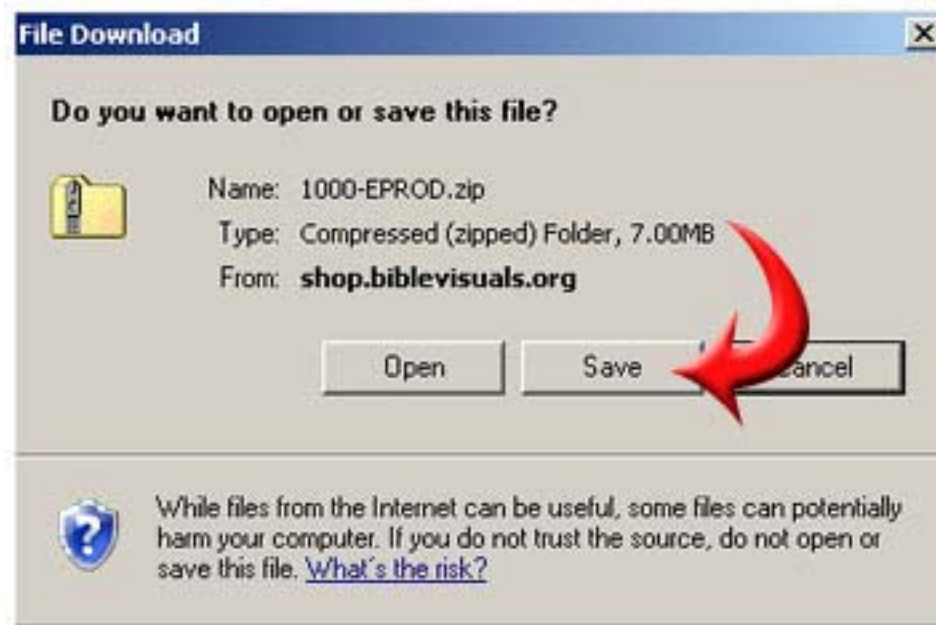 File Download
Do you want to open or save this file?
Name: 1000-EPROD.zip
Type: Compressed (zipped) Folder, 7.00MB
From: shop.biblevisuals.org
Open Save Cancel
While files from the Internet can be useful, some files can potentially
harm your computer. If you do not trust the source, do not open or
save this file. What's the risk?